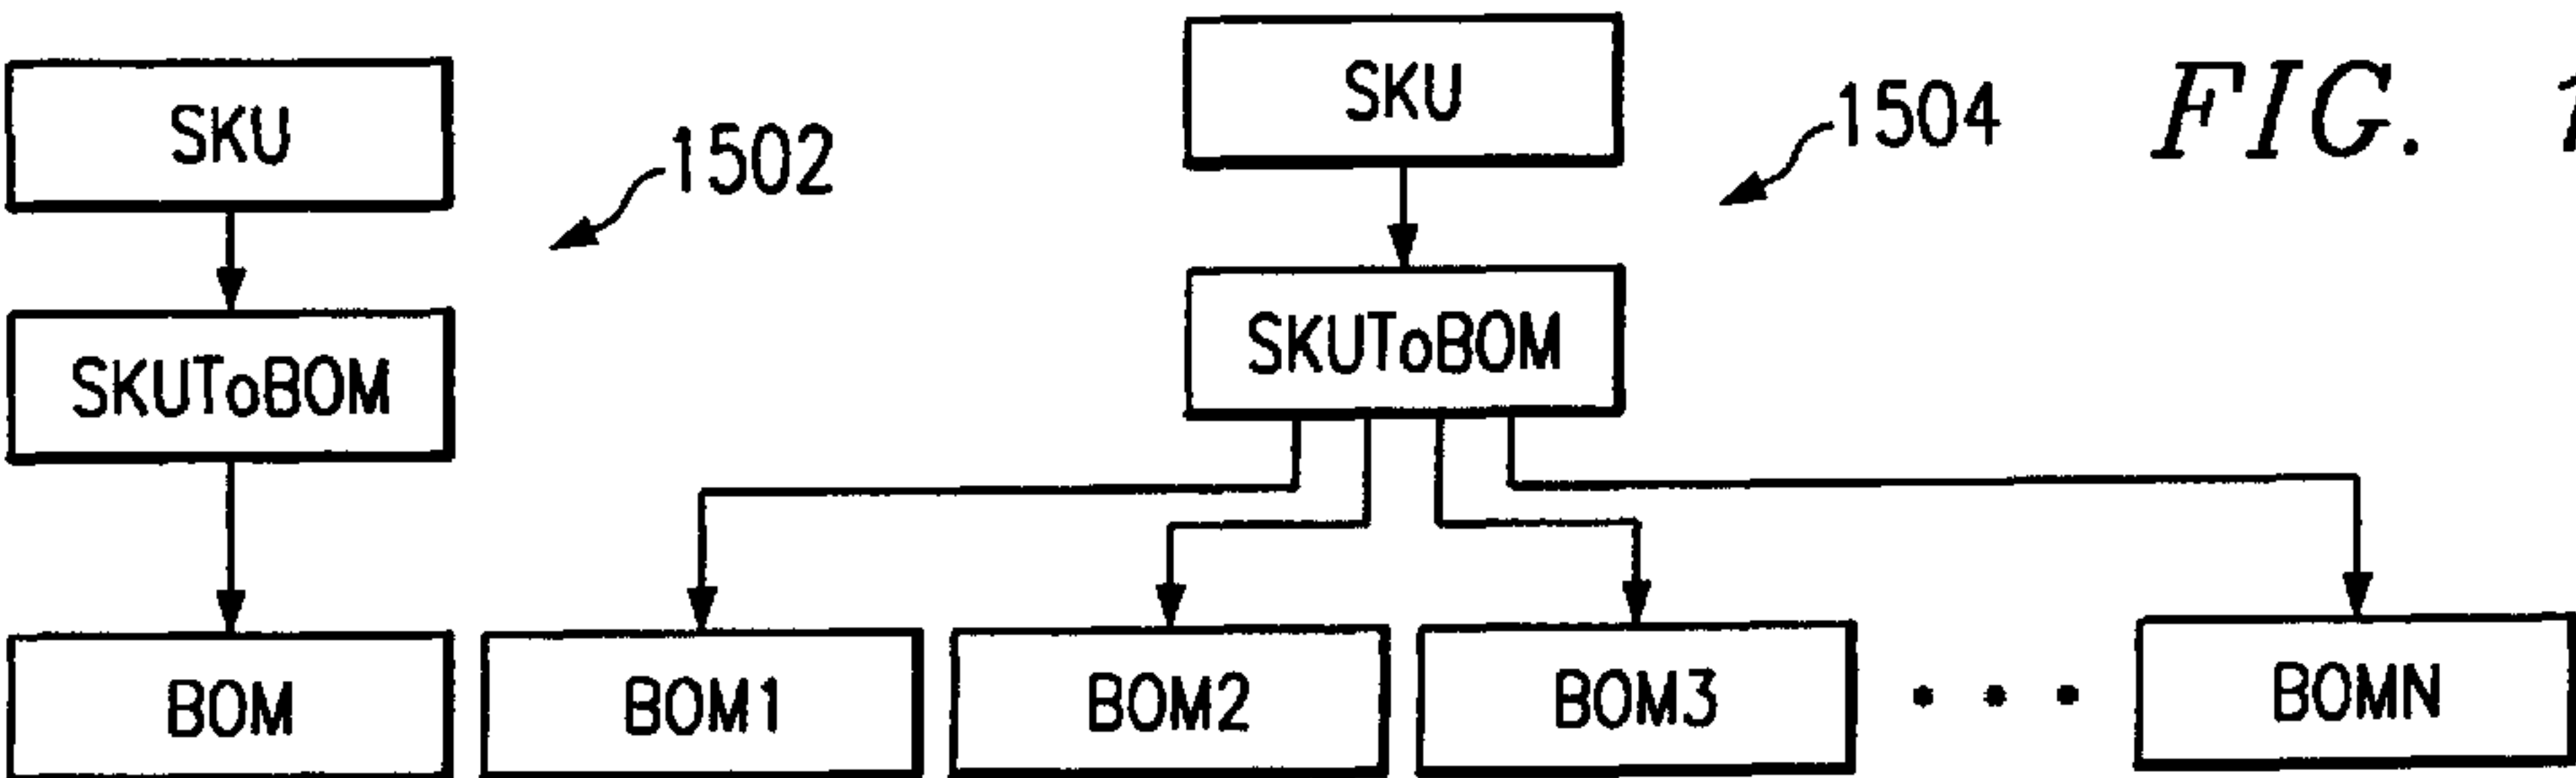 SKU
SKUToBOM
BOM
1502
SKU
SKUToBOM
BOM1
BOM2
BOM3
• • •
BOMN
1504
FIG.